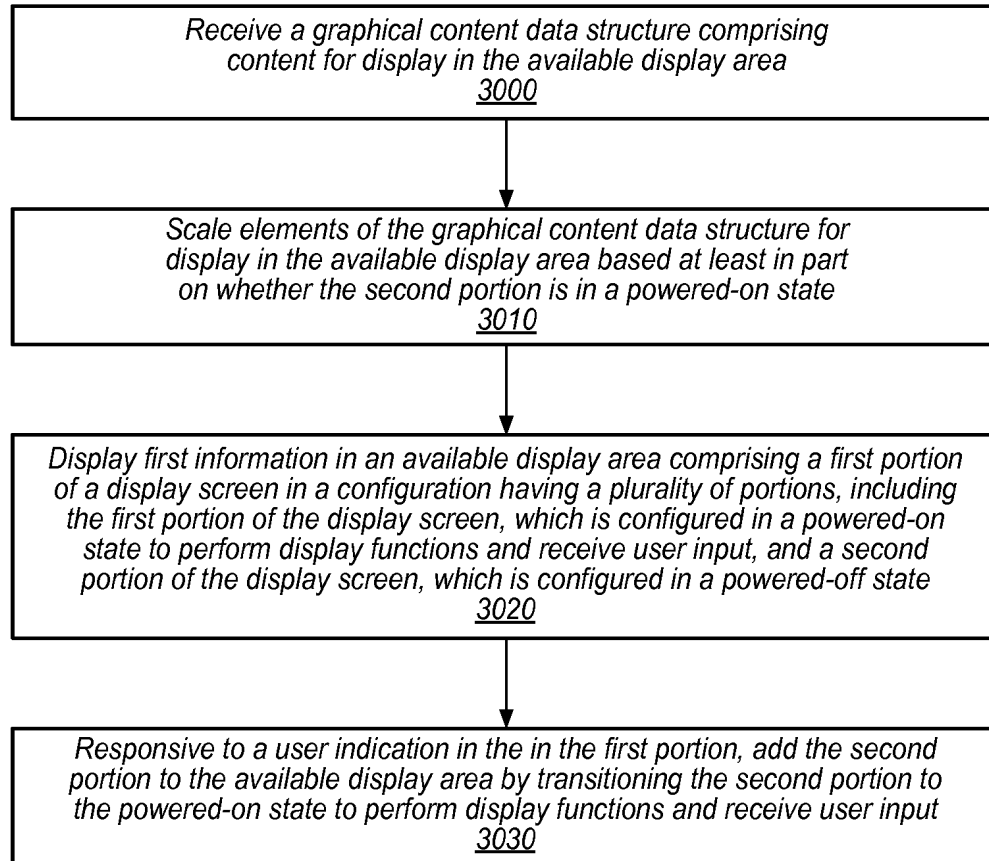 Receive a graphical content data structure comprising
content for display in the available display area
3000
Scale elements of the graphical content data structure for
display in the available display area based at least in part
on whether the second portion is in a powered-on state
3010
Display first information in an available display area comprising a first portion
of a display screen in a configuration having a plurality of portions, including
the first portion of the display screen, which is configured in a powered-on
state to perform display functions and receive user input, and a second
portion of the display screen, which is configured in a powered-off state
3020
Responsive to a user indication in the in the first portion, add the second
portion to the available display area by transitioning the second portion to
the powered-on state to perform display functions and receive user input
3030